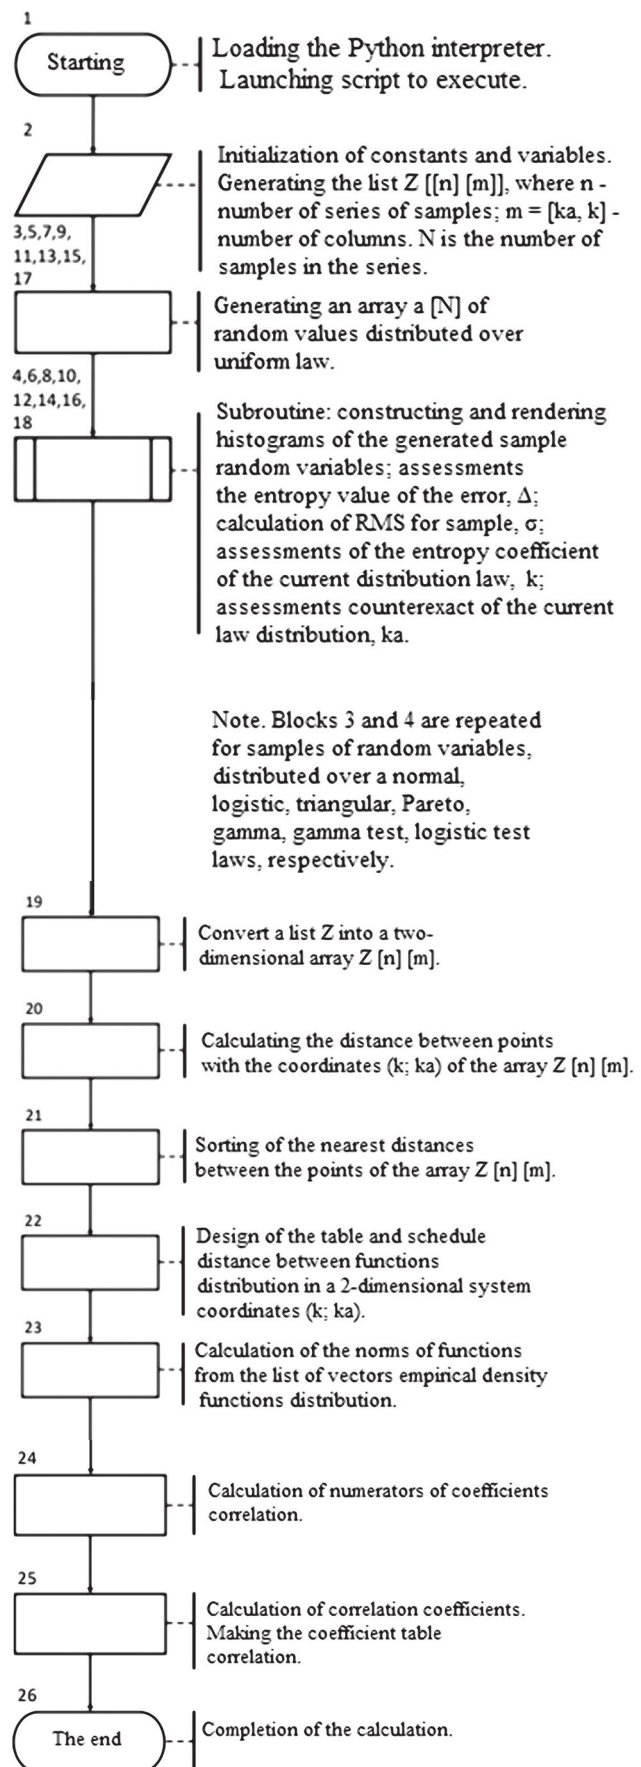 1
Starting
Loading the Python interpreter.
Launching script to execute.
2
Initialization of constants and variables.
Generating the list Z [[n] [m]], where n -
number of series of samples; m = [ka, k] -
number of columns. N is the number of
samples in the series.
3,5,7,9,
11,13,15,
17
Generating an array a [N] of
random values distributed over
uniform law.
4,6,8,10,
12,14,16,
18
Subroutine: constructing and rendering
histograms of the generated sample
random variables; assessments
the entropy value of the error, Δ;
calculation of RMS for sample, σ;
assessments of the entropy coefficient
of the current distribution law, k;
assessments counterexact of the current
law distribution, ka.
Note. Blocks 3 and 4 are repeated
for samples of random variables,
distributed over a normal,
logistic, triangular, Pareto,
gamma, gamma test, logistic test
laws, respectively.
19
Convert a list Z into a two-
dimensional array Z [n] [m].
20
Calculating the distance between points
with the coordinates (k; ka) of the array Z [n] [m].
21
Sorting of the nearest distances
between the points of the array Z [n] [m].
22
Design of the table and schedule
distance between functions
distribution in a 2-dimensional system
coordinates (k; ka).
23
Calculation of the norms of functions
from the list of vectors empirical density
functions distribution.
24
Calculation of numerators of coefficients
correlation.
25
Calculation of correlation coefficients.
Making the coefficient table
correlation.
26
The end
Completion of the calculation.